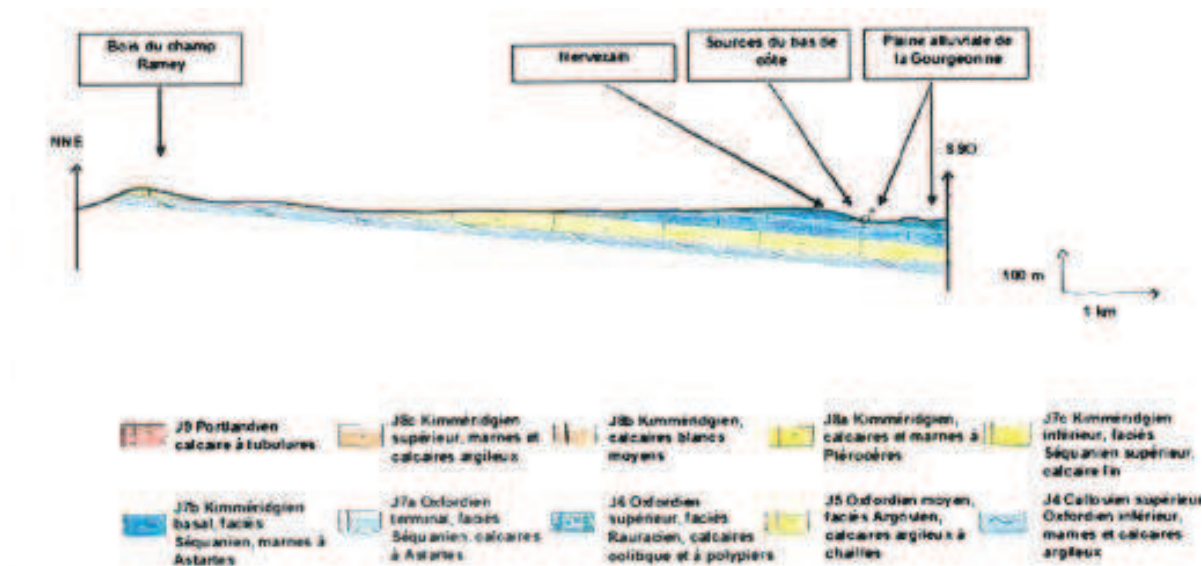 Bois du champ
Ramey
Nervezain
Sources du bas de
côte
Plaine alluviale de
la Gourgeonne
NNE
SSO
100 m
1 km
J9 Portlandien
calcaire à tubulures
J8c Kimméridgien
supérieur, marnes et
calcaires argileux
J8b Kimméridgien,
calcaires blancs
moyens
J8a Kimméridgien,
calcaires et marnes à
Ptérocères
J7c Kimméridgien
inférieur, faciès
Séquanien supérieur,
calcaire fin
J7b Kimméridgien
basal, faciès
Séquanien, marnes à
Astartes
J7a Oxfordien
terminal, faciès
Séquanien, calcaires
à Astartes
J6 Oxfordien
supérieur, faciès
Rauracien, calcaires
oolitique et à polypiers
J5 Oxfordien moyen,
faciès Argovien,
calcaires argileux à
chailles
J4 Callovien supérieur
Oxfordien inférieur,
marnes et calcaires
argileux